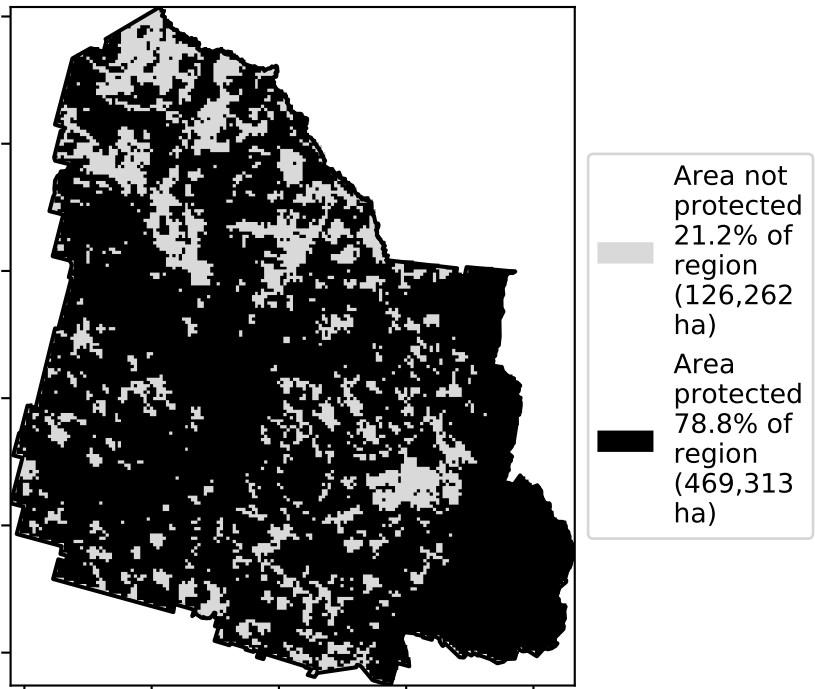 Area not
protected
21.2% of
region
(126,262
ha)
Area
protected
78.8% of
region
(469,313
ha)